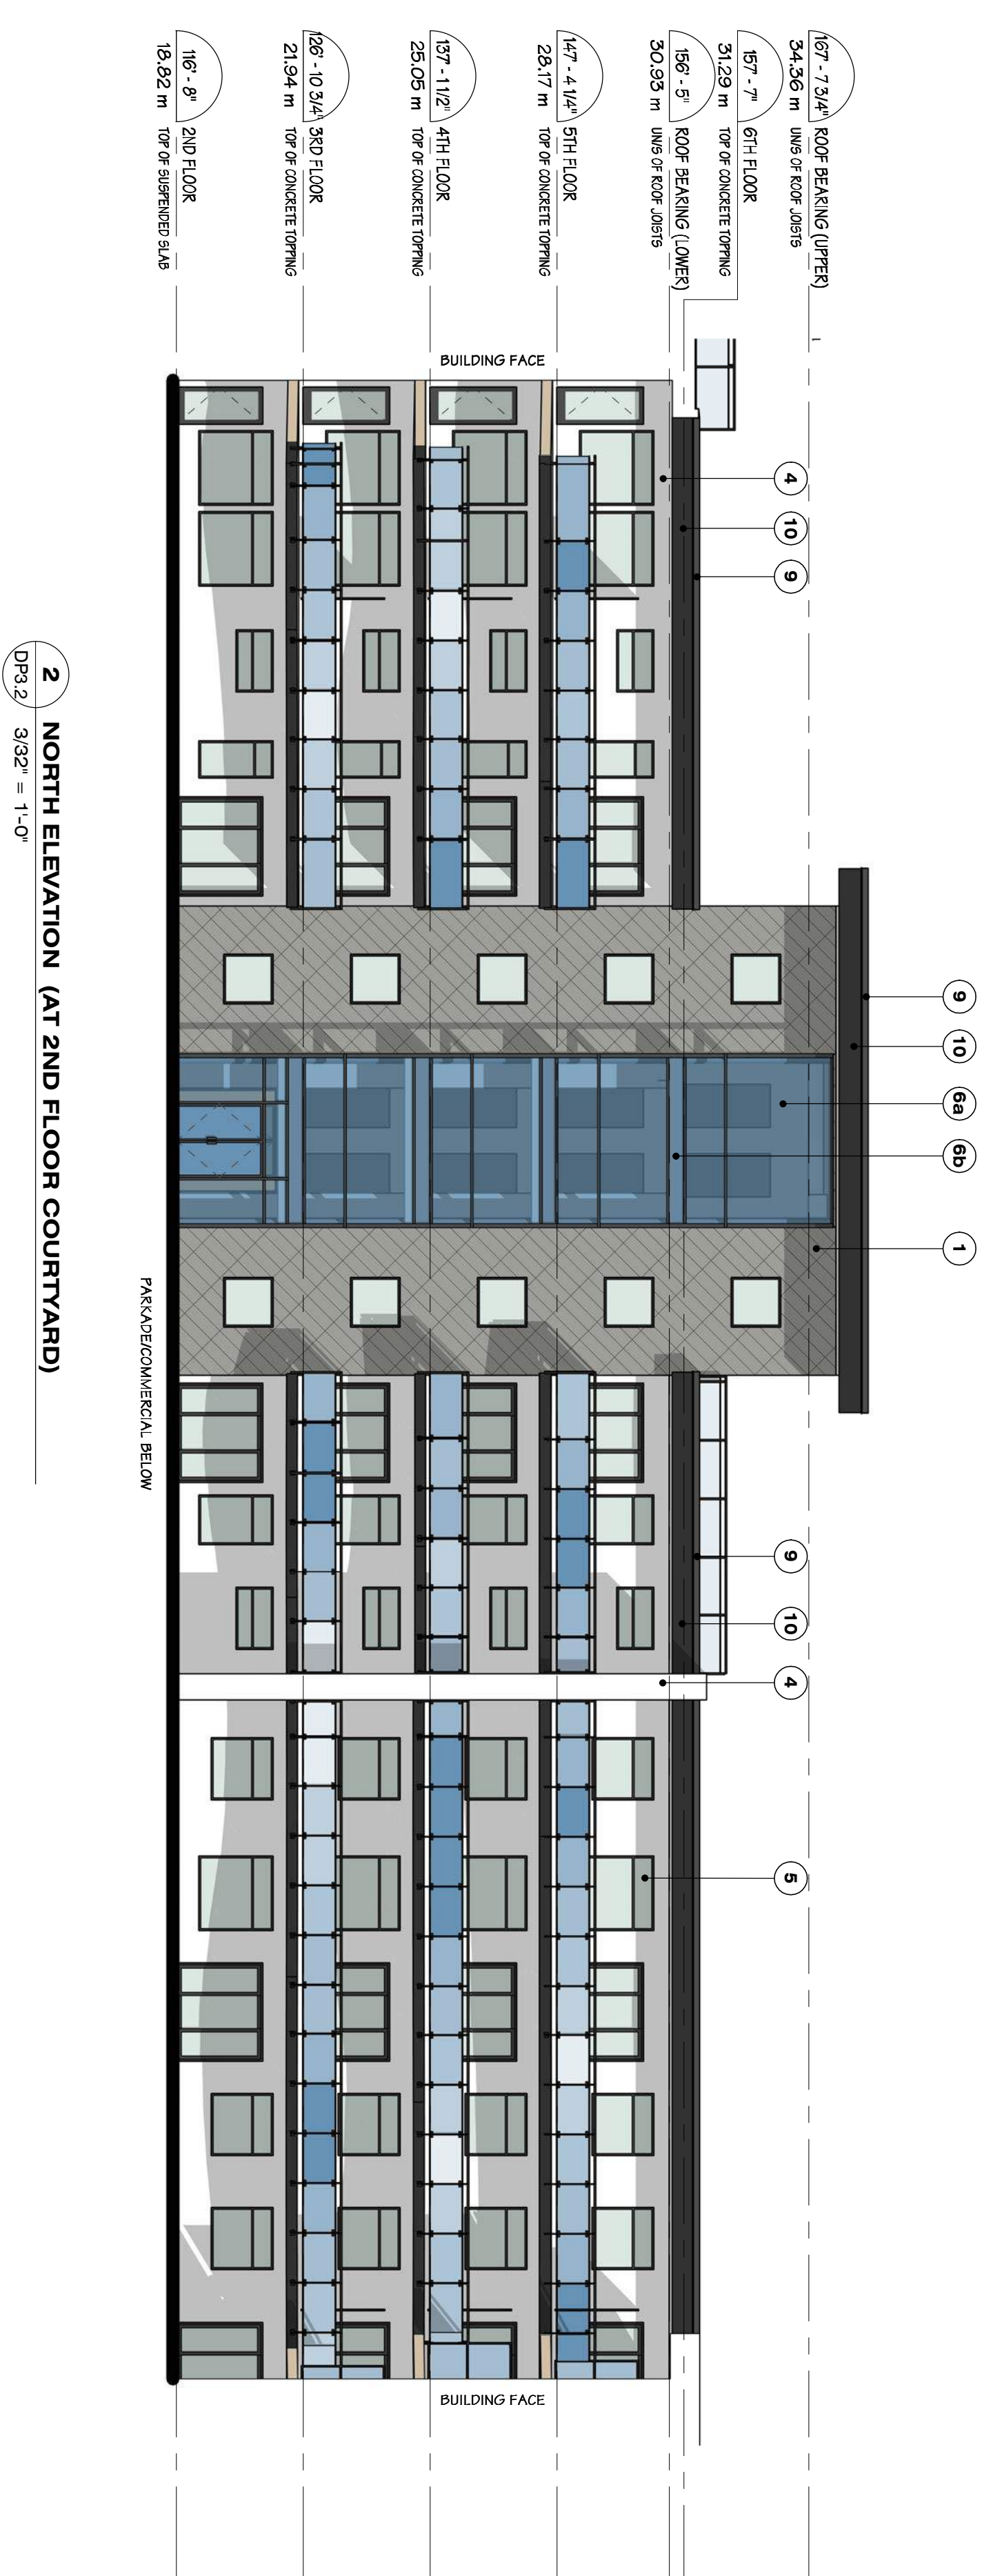 167' - 7 3/4" ROOF BEARING (UPPER)
34.36 m U/S OF ROOF JOISTS
157' - 7" 6TH FLOOR
31.29 m TOP OF CONCRETE TOPPING
156' - 5" ROOF BEARING (LOWER)
30.93 m U/S OF ROOF JOISTS
147' - 4 1/4" 5TH FLOOR
28.17 m TOP OF CONCRETE TOPPING
137' - 1 1/2" 4TH FLOOR
25.05 m TOP OF CONCRETE TOPPING
126' - 10 3/4" 3RD FLOOR
21.94 m TOP OF CONCRETE TOPPING
116' - 8" 2ND FLOOR
18.82 m TOP OF SUSPENDED SLAB
BUILDING FACE
4
10
9
9
10
6a
6b
1
9
10
4
5
BUILDING FACE
PARKADE/COMMERCIAL BELOW
2 NORTH ELEVATION (AT 2ND FLOOR COURTYARD)
DP3.2 3/32" = 1'-0"